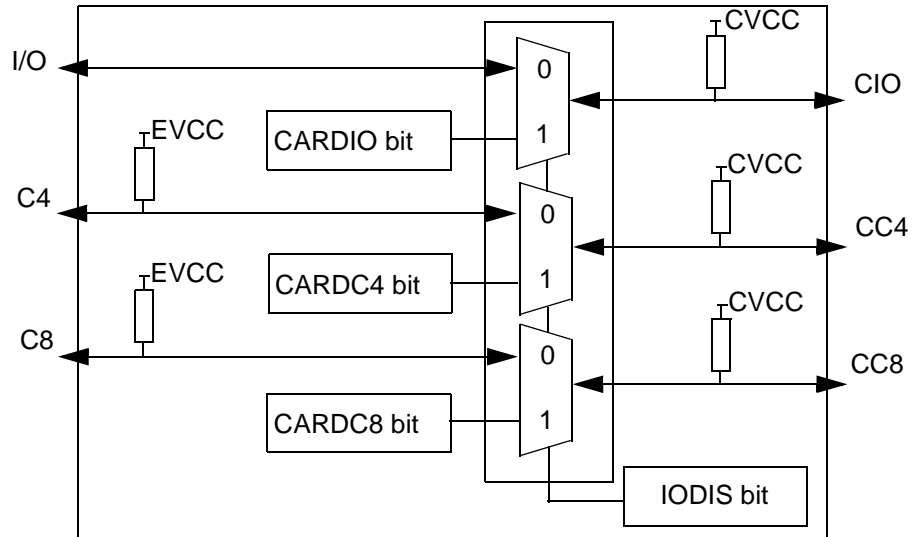 CVCC
I/O
0
CIO
CARDIO bit
1
EVCC
CVCC
C4
0
CC4
CARDC4 bit
1
EVCC
CVCC
C8
0
CC8
CARDC8 bit
1
IODIS bit